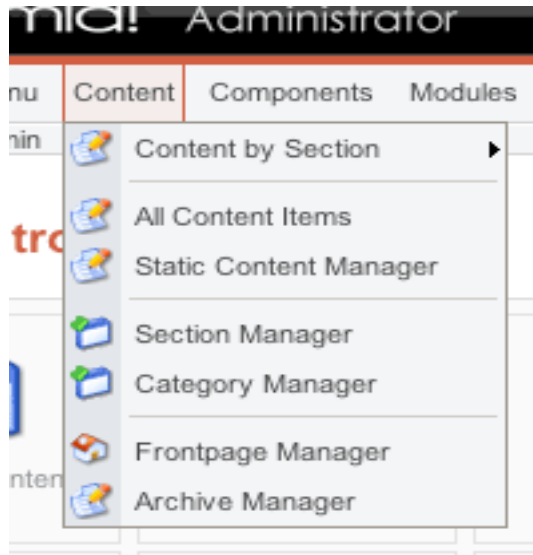 Administrator
Content Components Modules
Content by Section
All Content Items
Static Content Manager
Section Manager
Category Manager
Frontpage Manager
Archive Manager